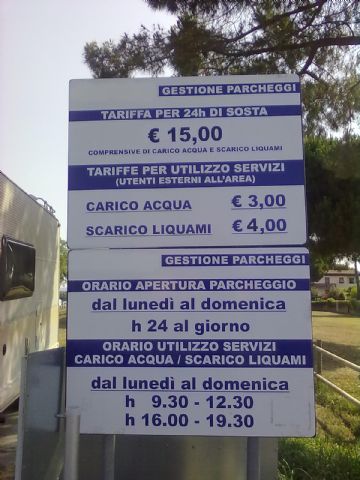 GESTIONE PARCHEGGI
TARIFFA PER 24h DI SOSTA
€ 15,00
COMPRENSIVE DI CARICO ACQUA E SCARICO LIQUAMI
TARIFFE PER UTILIZZO SERVIZI
(UTENTI ESTERNI ALL'AREA)
CARICO ACQUA € 3,00
SCARICO LIQUAMI € 4,00
GESTIONE PARCHEGGI
ORARIO APERTURA PARCHEGGIO
dal lunedì al domenica
h 24 al giorno
ORARIO UTILIZZO SERVIZI
CARICO ACQUA / SCARICO LIQUAMI
dal lunedì al domenica
h 9.30 - 12.30
h 16.00 - 19.30